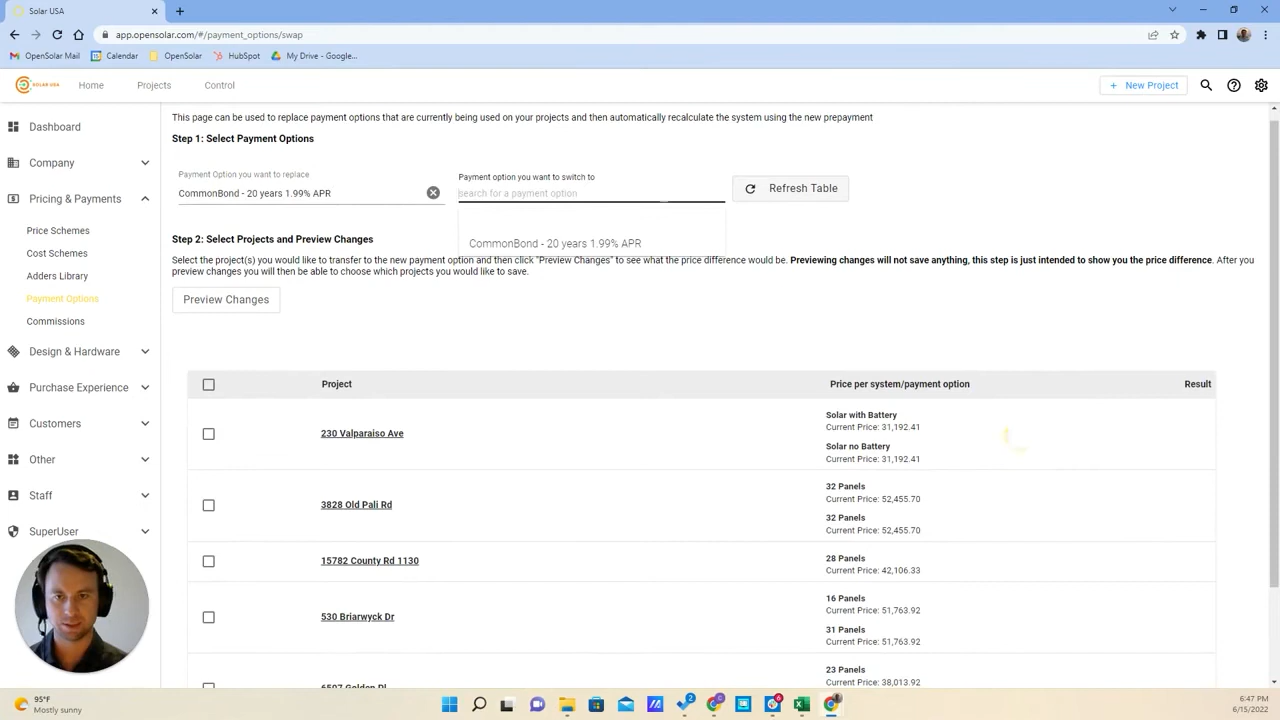 Solar USA
app.opensolar.com/#/payment_options/swap
OpenSolar Mail
Calendar
OpenSolar
HubSpot
My Drive - Google...
SOLAR USA
Home
Projects
Control
+ New Project
Dashboard
Company
Pricing & Payments
Price Schemes
Cost Schemes
Adders Library
Payment Options
Commissions
Design & Hardware
Purchase Experience
Customers
Other
Staff
SuperUser
This page can be used to replace payment options that are currently being used on your projects and then automatically recalculate the system using the new prepayment
Step 1: Select Payment Options
Payment Option you want to replace
CommonBond - 20 years 1.99% APR
Payment option you want to switch to
search for a payment option
CommonBond - 20 years 1.99% APR
Refresh Table
Step 2: Select Projects and Preview Changes
Select the project(s) you would like to transfer to the new payment option and then click "Preview Changes" to see what the price difference would be. Previewing changes will not save anything, this step is just intended to show you the price difference. After you
preview changes you will then be able to choose which projects you would like to save.
Preview Changes
Project
Price per system/payment option
Result
230 Valparaiso Ave
Solar with Battery
Current Price: 31,192.41
Solar no Battery
Current Price: 31,192.41
3828 Old Pali Rd
32 Panels
Current Price: 52,455.70
32 Panels
Current Price: 52,455.70
15782 County Rd 1130
28 Panels
Current Price: 42,106.33
530 Briarwyck Dr
16 Panels
Current Price: 51,763.92
31 Panels
Current Price: 51,763.92
6507 Golden Pl
23 Panels
Current Price: 38,013.92
95°F
Mostly sunny
6:47 PM
6/15/2022